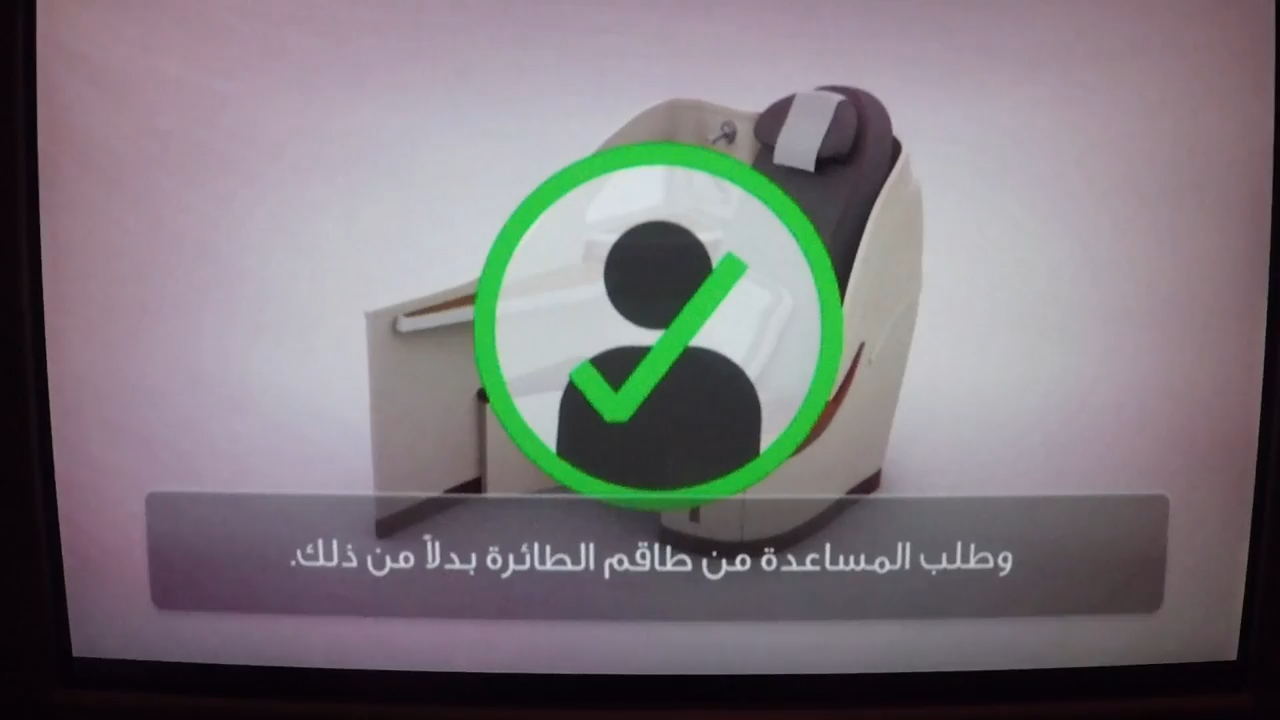 وطلب المساعدة من طاقم الطائرة بدلاً من ذلك.